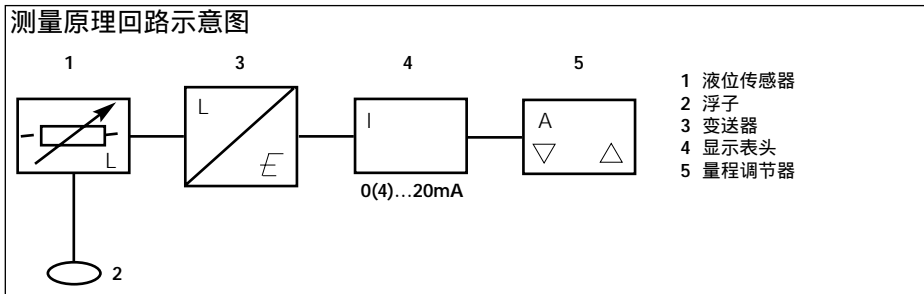 测量原理回路示意图
1 3 4 5
L
L
E
I
A
0(4)...20mA
2
1 液位传感器
2 浮子
3 变送器
4 显示表头
5 量程调节器